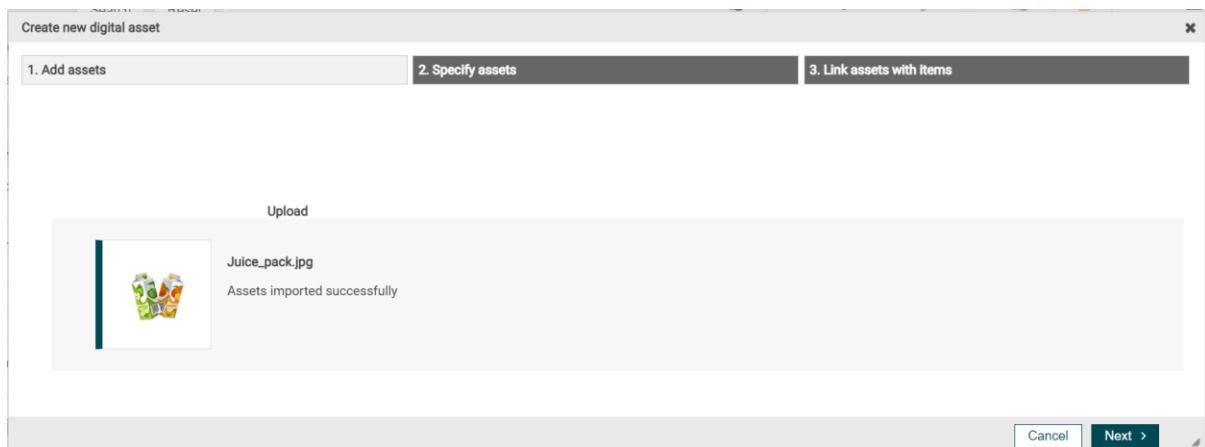 Create new digital asset
1. Add assets
2. Specify assets
3. Link assets with items
Upload
Juice_pack.jpg
Assets imported successfully
Cancel
Next